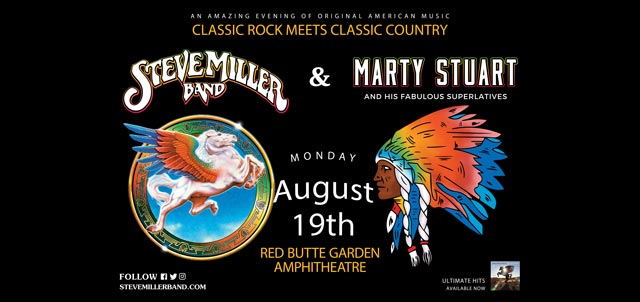 AN AMAZING EVENING OF ORIGINAL AMERICAN MUSIC
CLASSIC ROCK MEETS CLASSIC COUNTRY
STEVE MILLER
BAND
&
MARTY STUART
AND HIS FABULOUS SUPERLATIVES
MONDAY
August
19th
RED BUTTE GARDEN
AMPHITHEATRE
FOLLOW
STEVEMILLERBAND.COM
ULTIMATE HITS
AVAILABLE NOW